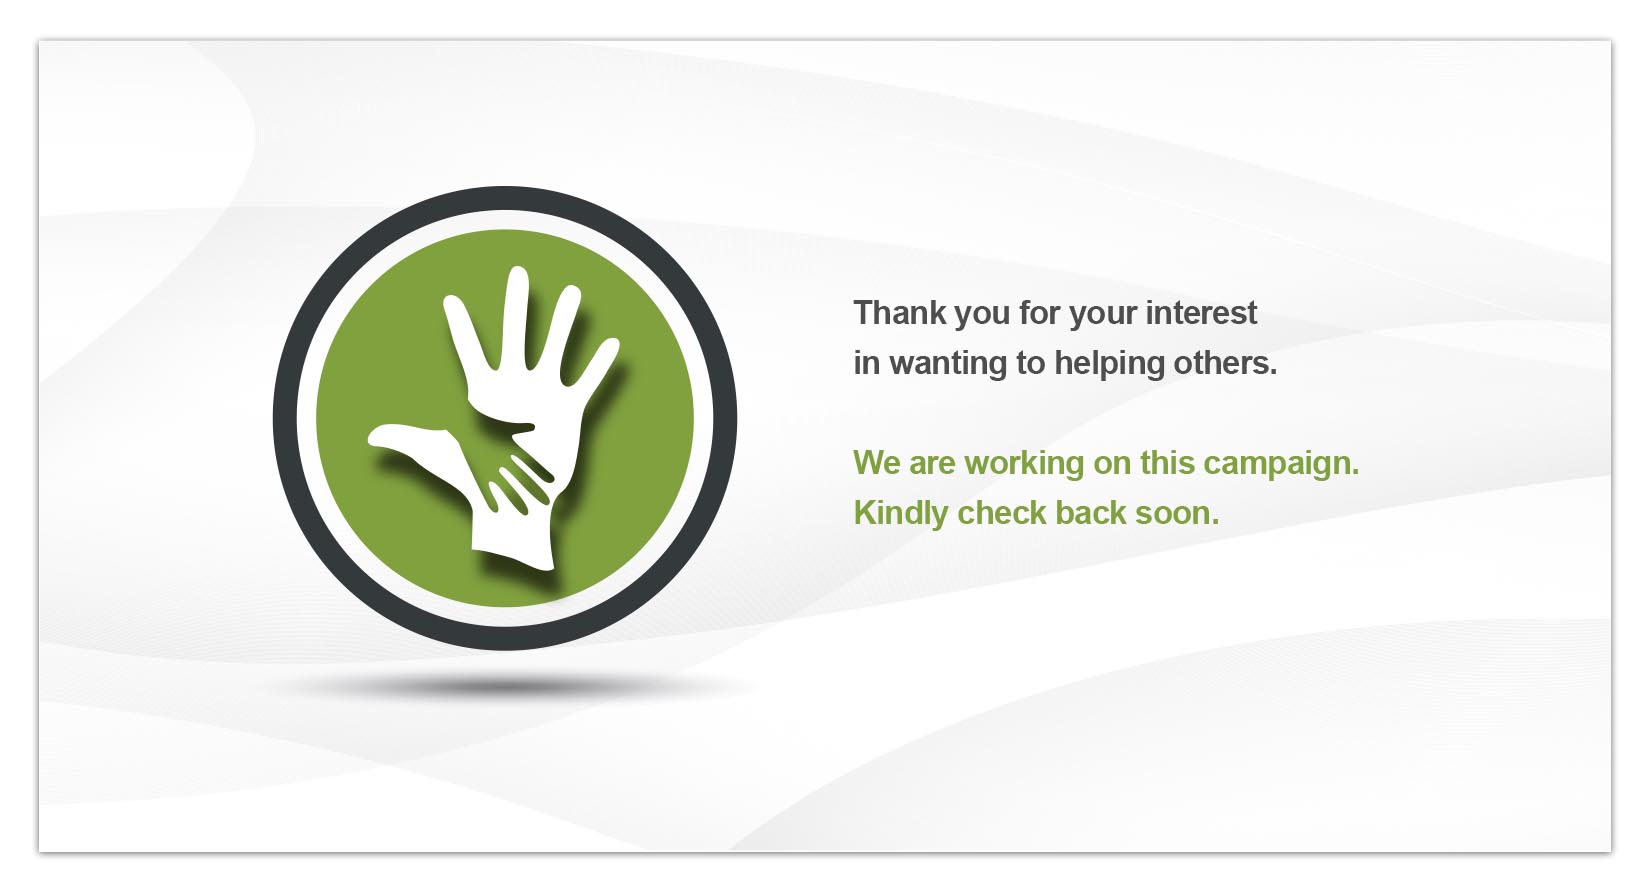 Thank you for your interest
in wanting to helping others.
We are working on this campaign.
Kindly check back soon.